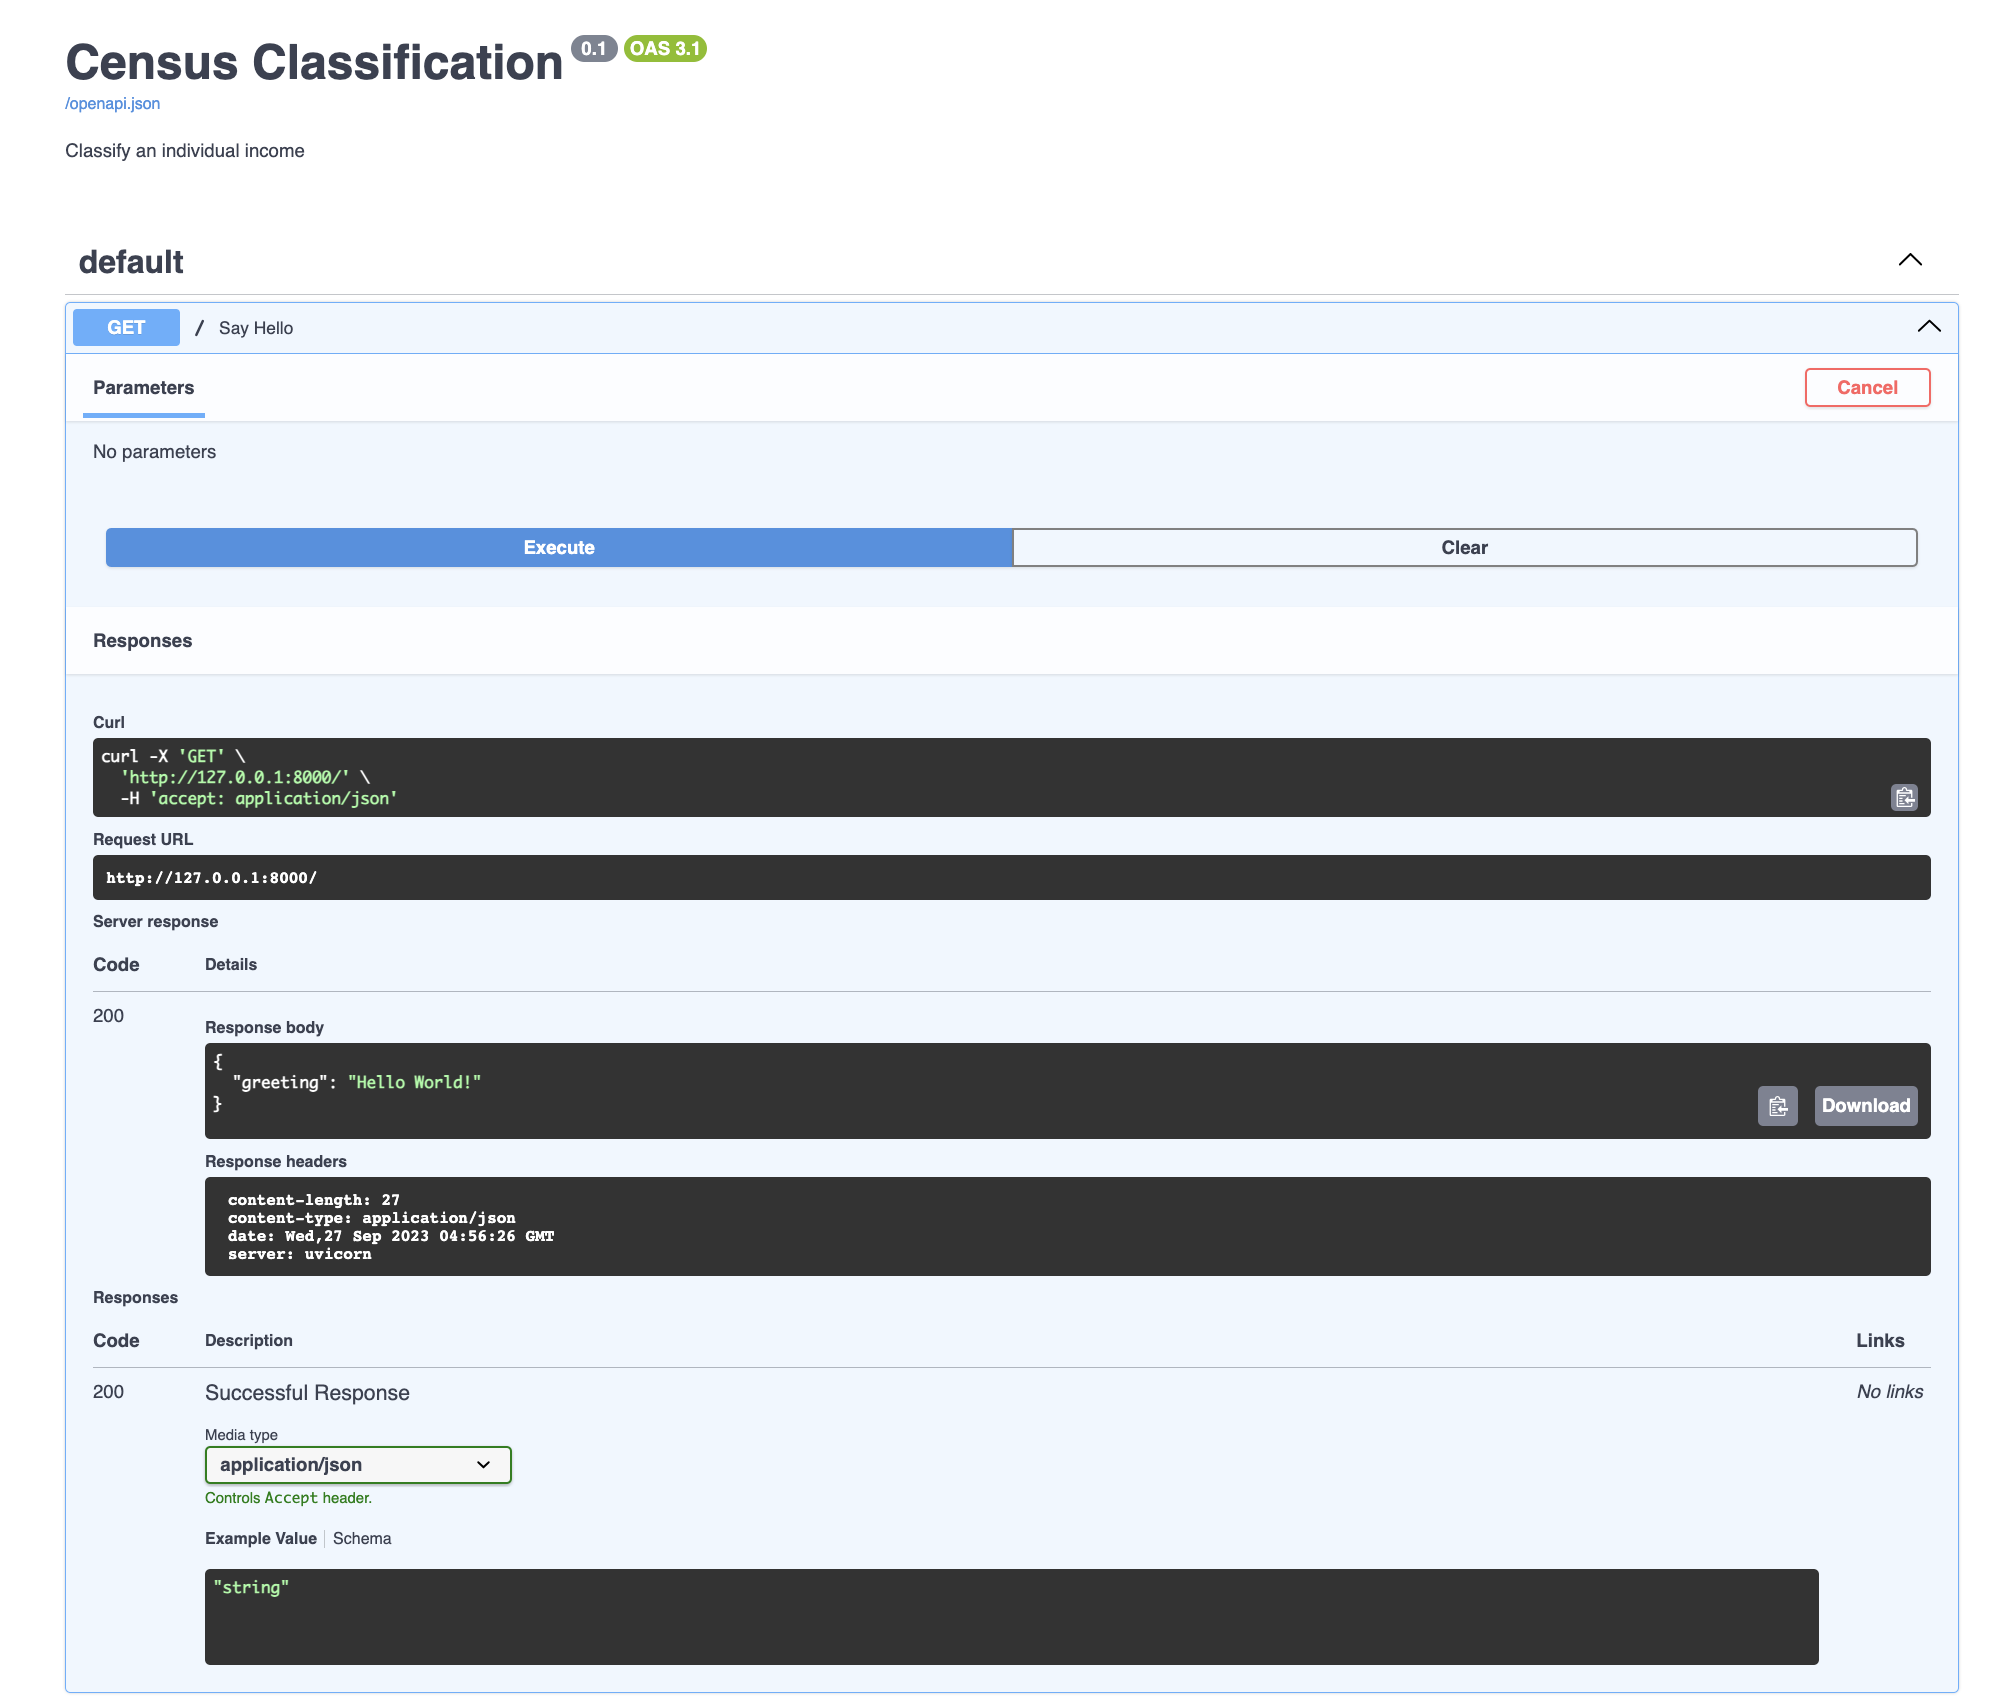 Census Classification 0.1 OAS 3.1
/openapi.json
Classify an individual income
default
GET / Say Hello
Parameters Cancel
No parameters
Execute Clear
Responses
Curl
curl -X 'GET' \
  'http://127.0.0.1:8000/' \
  -H 'accept: application/json'
Request URL
http://127.0.0.1:8000/
Server response
Code Details
200
Response body
{
  "greeting": "Hello World!"
}
Download
Response headers
content-length: 27
content-type: application/json
date: Wed,27 Sep 2023 04:56:26 GMT
server: uvicorn
Responses
Code Description Links
200 Successful Response No links
Media type
application/json
Controls Accept header.
Example Value Schema
"string"